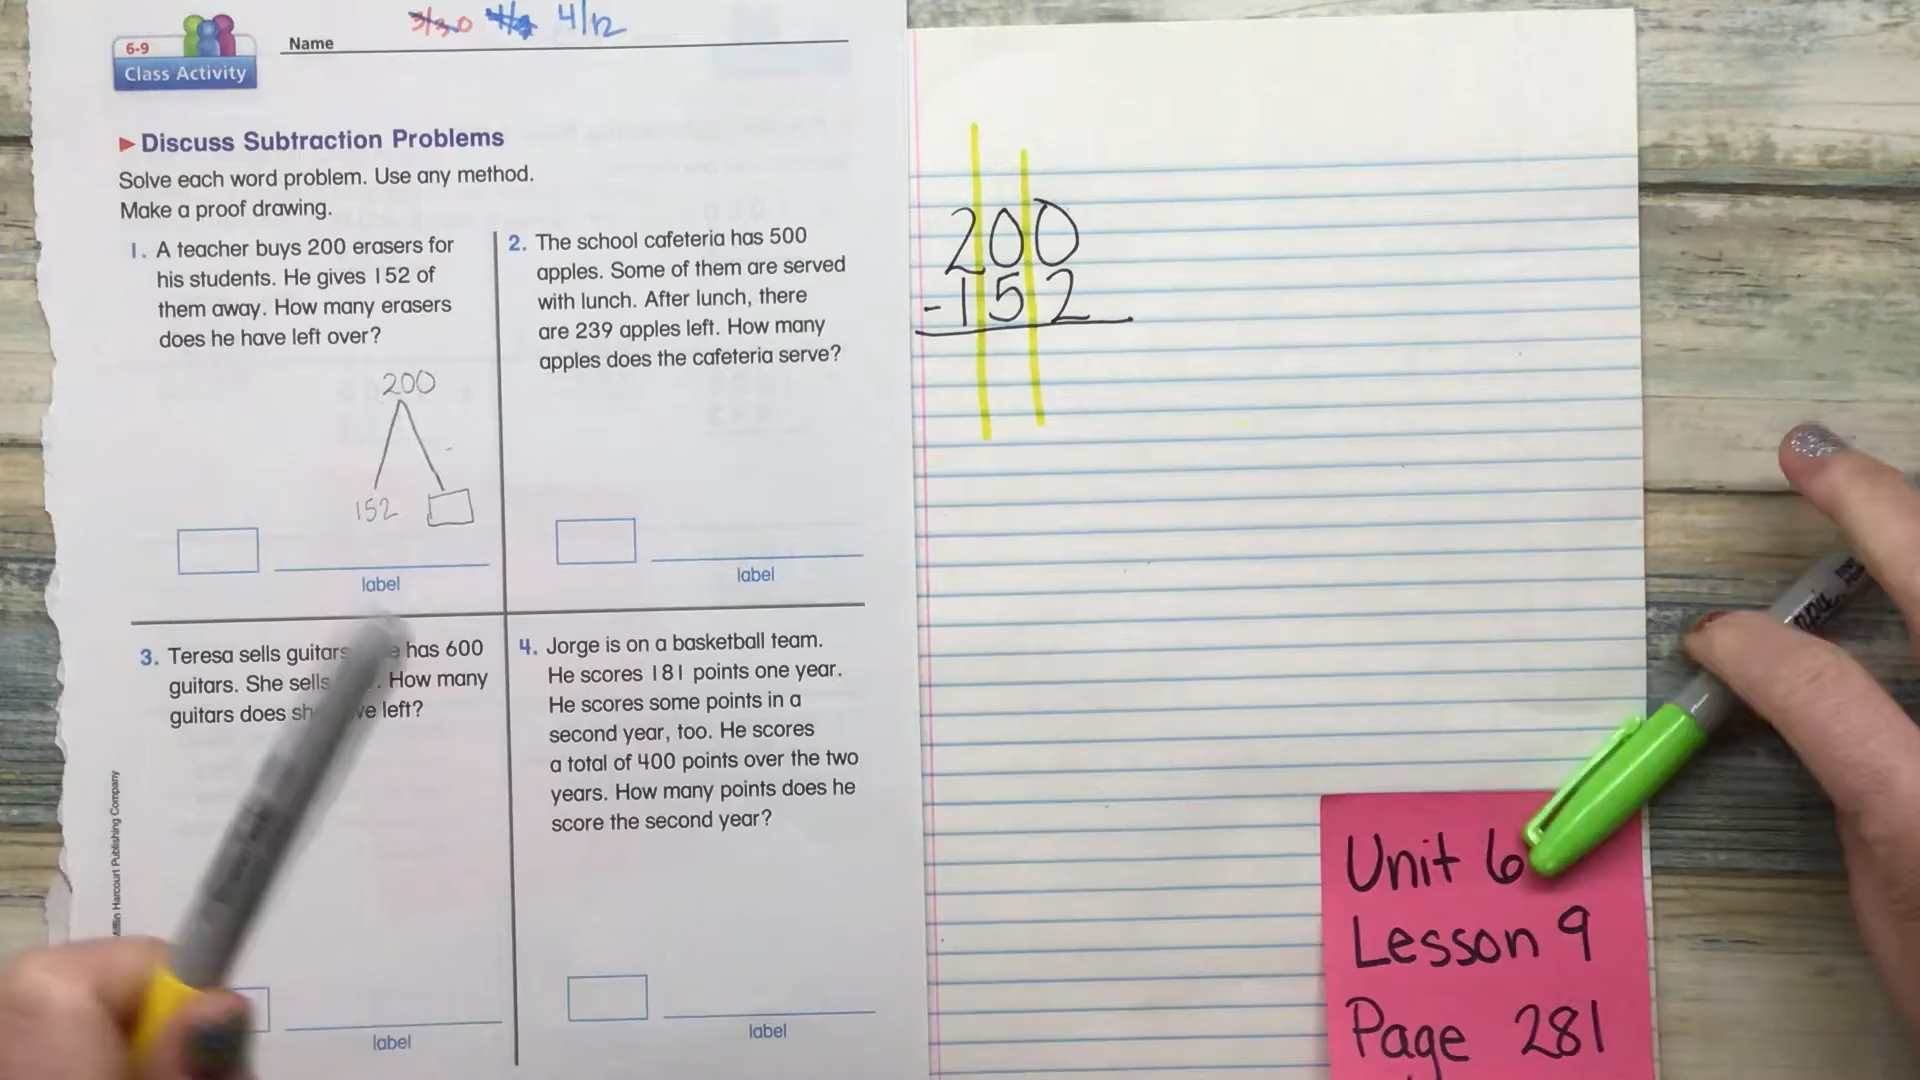 3/30 4/12
6-9
Class Activity
Name
Discuss Subtraction Problems
Solve each word problem. Use any method.
Make a proof drawing.
1. A teacher buys 200 erasers for
his students. He gives 152 of
them away. How many erasers
does he have left over?
200
152
label
2. The school cafeteria has 500
apples. Some of them are served
with lunch. After lunch, there
are 239 apples left. How many
apples does the cafeteria serve?
label
3. Teresa sells guitars has 600
guitars. She sells How many
guitars does left?
label
4. Jorge is on a basketball team.
He scores 181 points one year.
He scores some points in a
second year, too. He scores
a total of 400 points over the two
years. How many points does he
score the second year?
label
Harcourt Publishing Company
200
-152
Unit 6
Lesson 9
Page 281